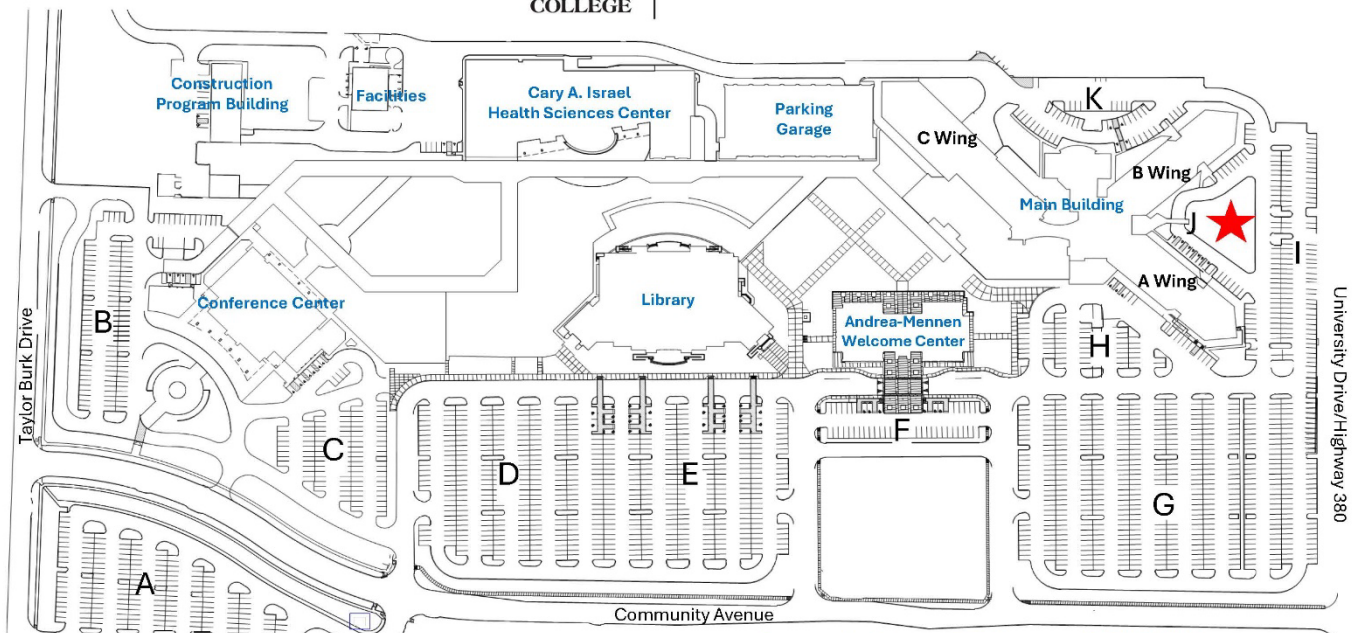 COLLEGE
Construction
Program Building
Facilities
Cary A. Israel
Health Sciences Center
Parking
Garage
C Wing
K
B Wing
Main Building
J
I
A Wing
Conference Center
Library
Andrea-Mennen
Welcome Center
B
H
Taylor Burk Drive
University Drive/Highway 380
C
D
E
F
G
A
Community Avenue